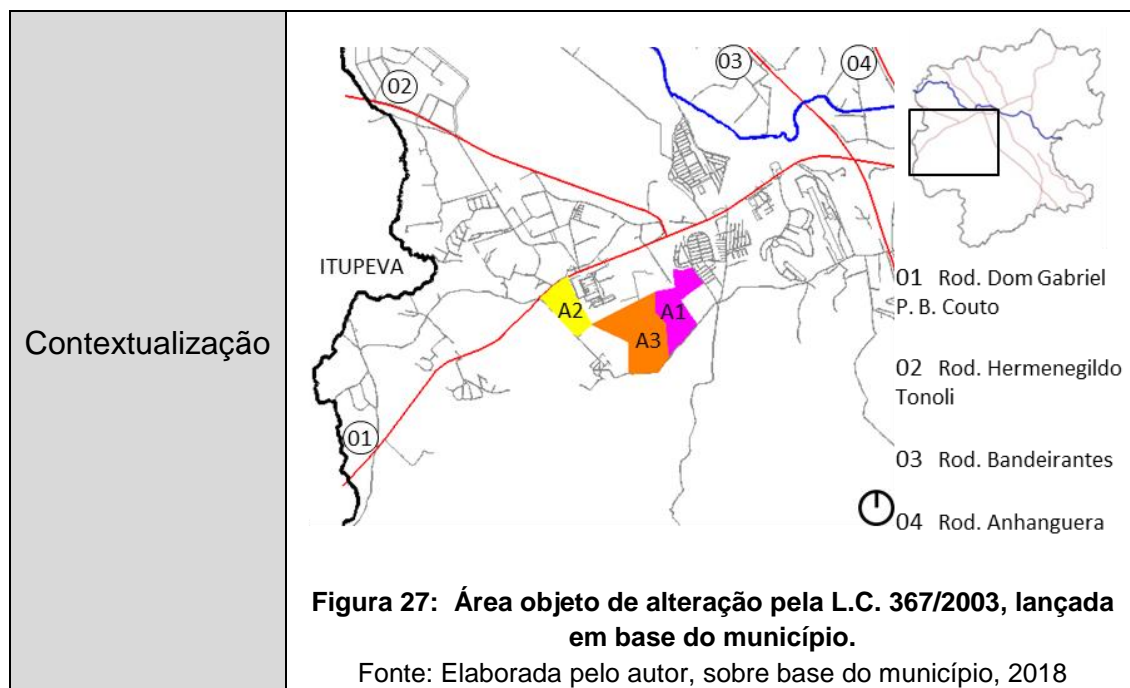 Contextualização
02
03
04
ITUPEVA
A2
A1
A3
01
01 Rod. Dom Gabriel
P. B. Couto
02 Rod. Hermenegildo
Tonoli
03 Rod. Bandeirantes
04 Rod. Anhanguera
Figura 27: Área objeto de alteração pela L.C. 367/2003, lançada
em base do município.
Fonte: Elaborada pelo autor, sobre base do município, 2018